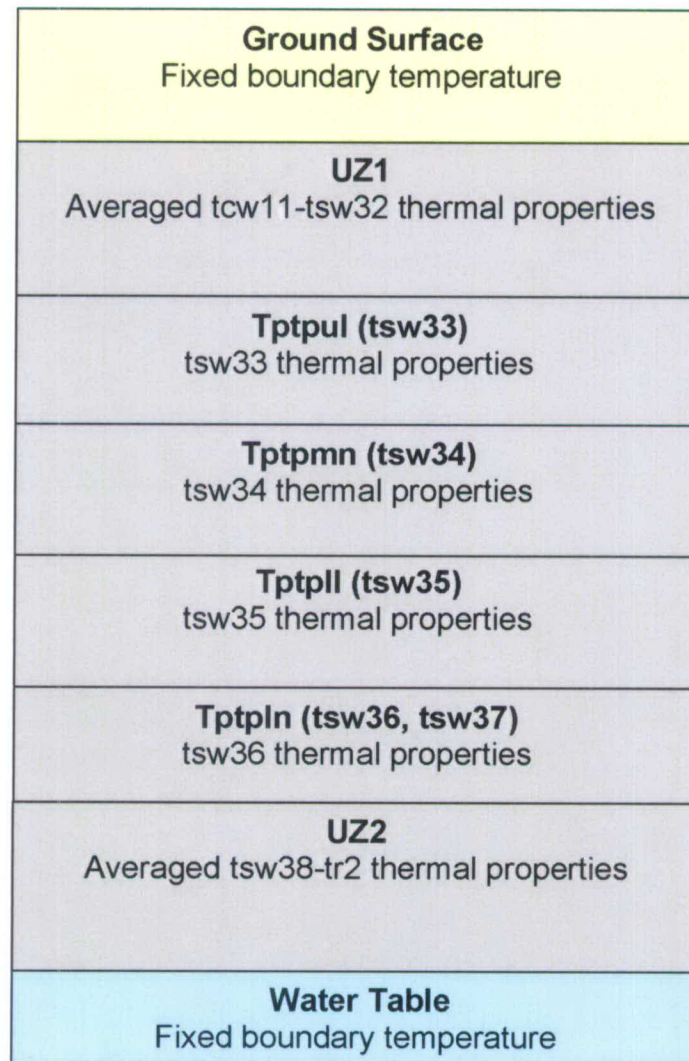 Ground Surface
Fixed boundary temperature
UZ1
Averaged tcw11-tsw32 thermal properties
Tptpul (tsw33)
tsw33 thermal properties
Tptpmn (tsw34)
tsw34 thermal properties
Tptpll (tsw35)
tsw35 thermal properties
Tptpln (tsw36, tsw37)
tsw36 thermal properties
UZ2
Averaged tsw38-tr2 thermal properties
Water Table
Fixed boundary temperature